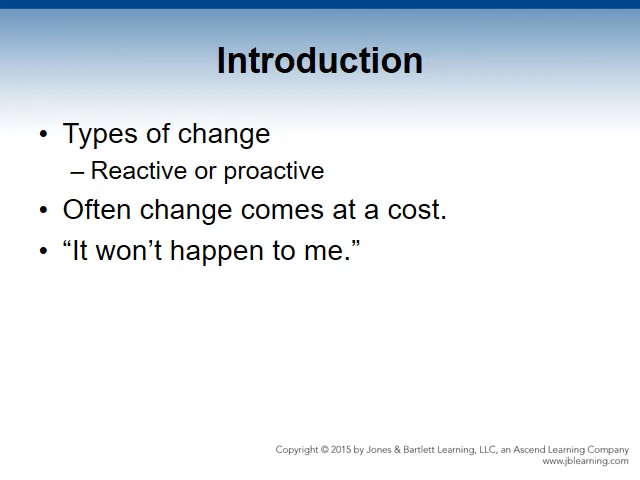 Introduction
• Types of change
– Reactive or proactive
• Often change comes at a cost.
• “It won’t happen to me.”
Copyright © 2015 by Jones & Bartlett Learning, LLC, an Ascend Learning Company
www.jblearning.com